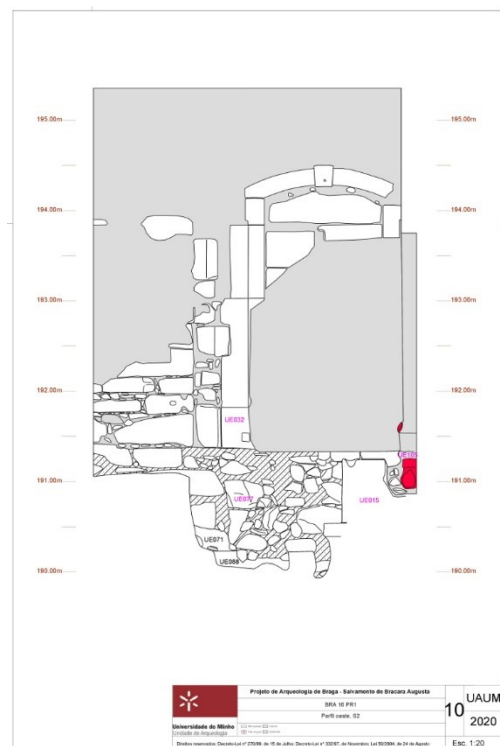 195.00m
195.00m
194.00m
194.00m
193.00m
193.00m
192.00m
192.00m
UE032
191.00m
191.00m
UE077
UE015
UE071
UE088
190.00m
190.00m
Projeto de Arqueologia de Braga - Salvamento de Bracara Augusta
BRA 16 PR1
Perfil oeste, S2
10
UAUM
2020
Universidade do Minho
Unidade de Arqueologia
Esc. 1:20